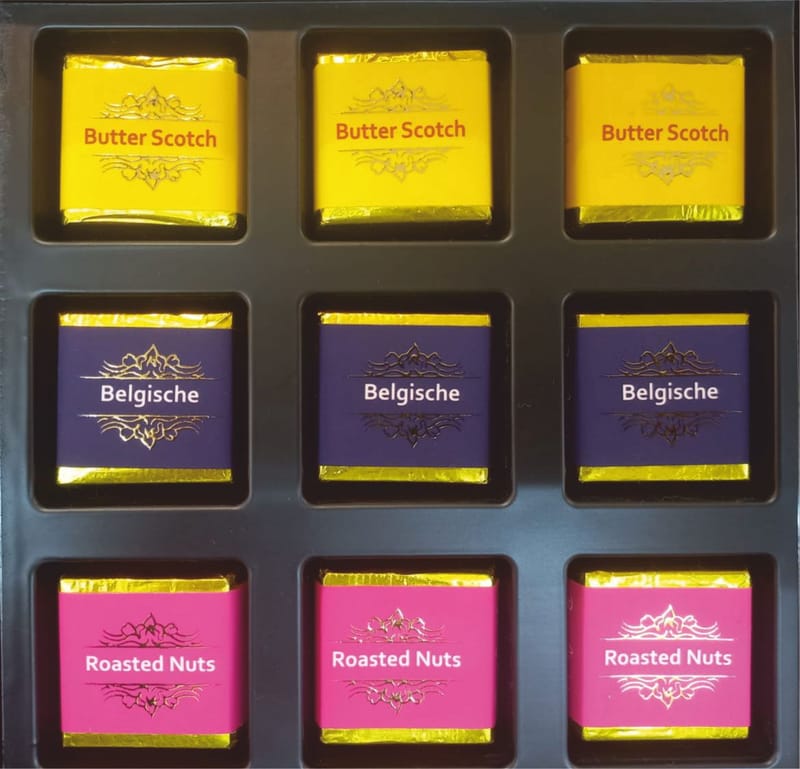 Butter Scotch
Butter Scotch
Butter Scotch
Belgische
Belgische
Belgische
Roasted Nuts
Roasted Nuts
Roasted Nuts